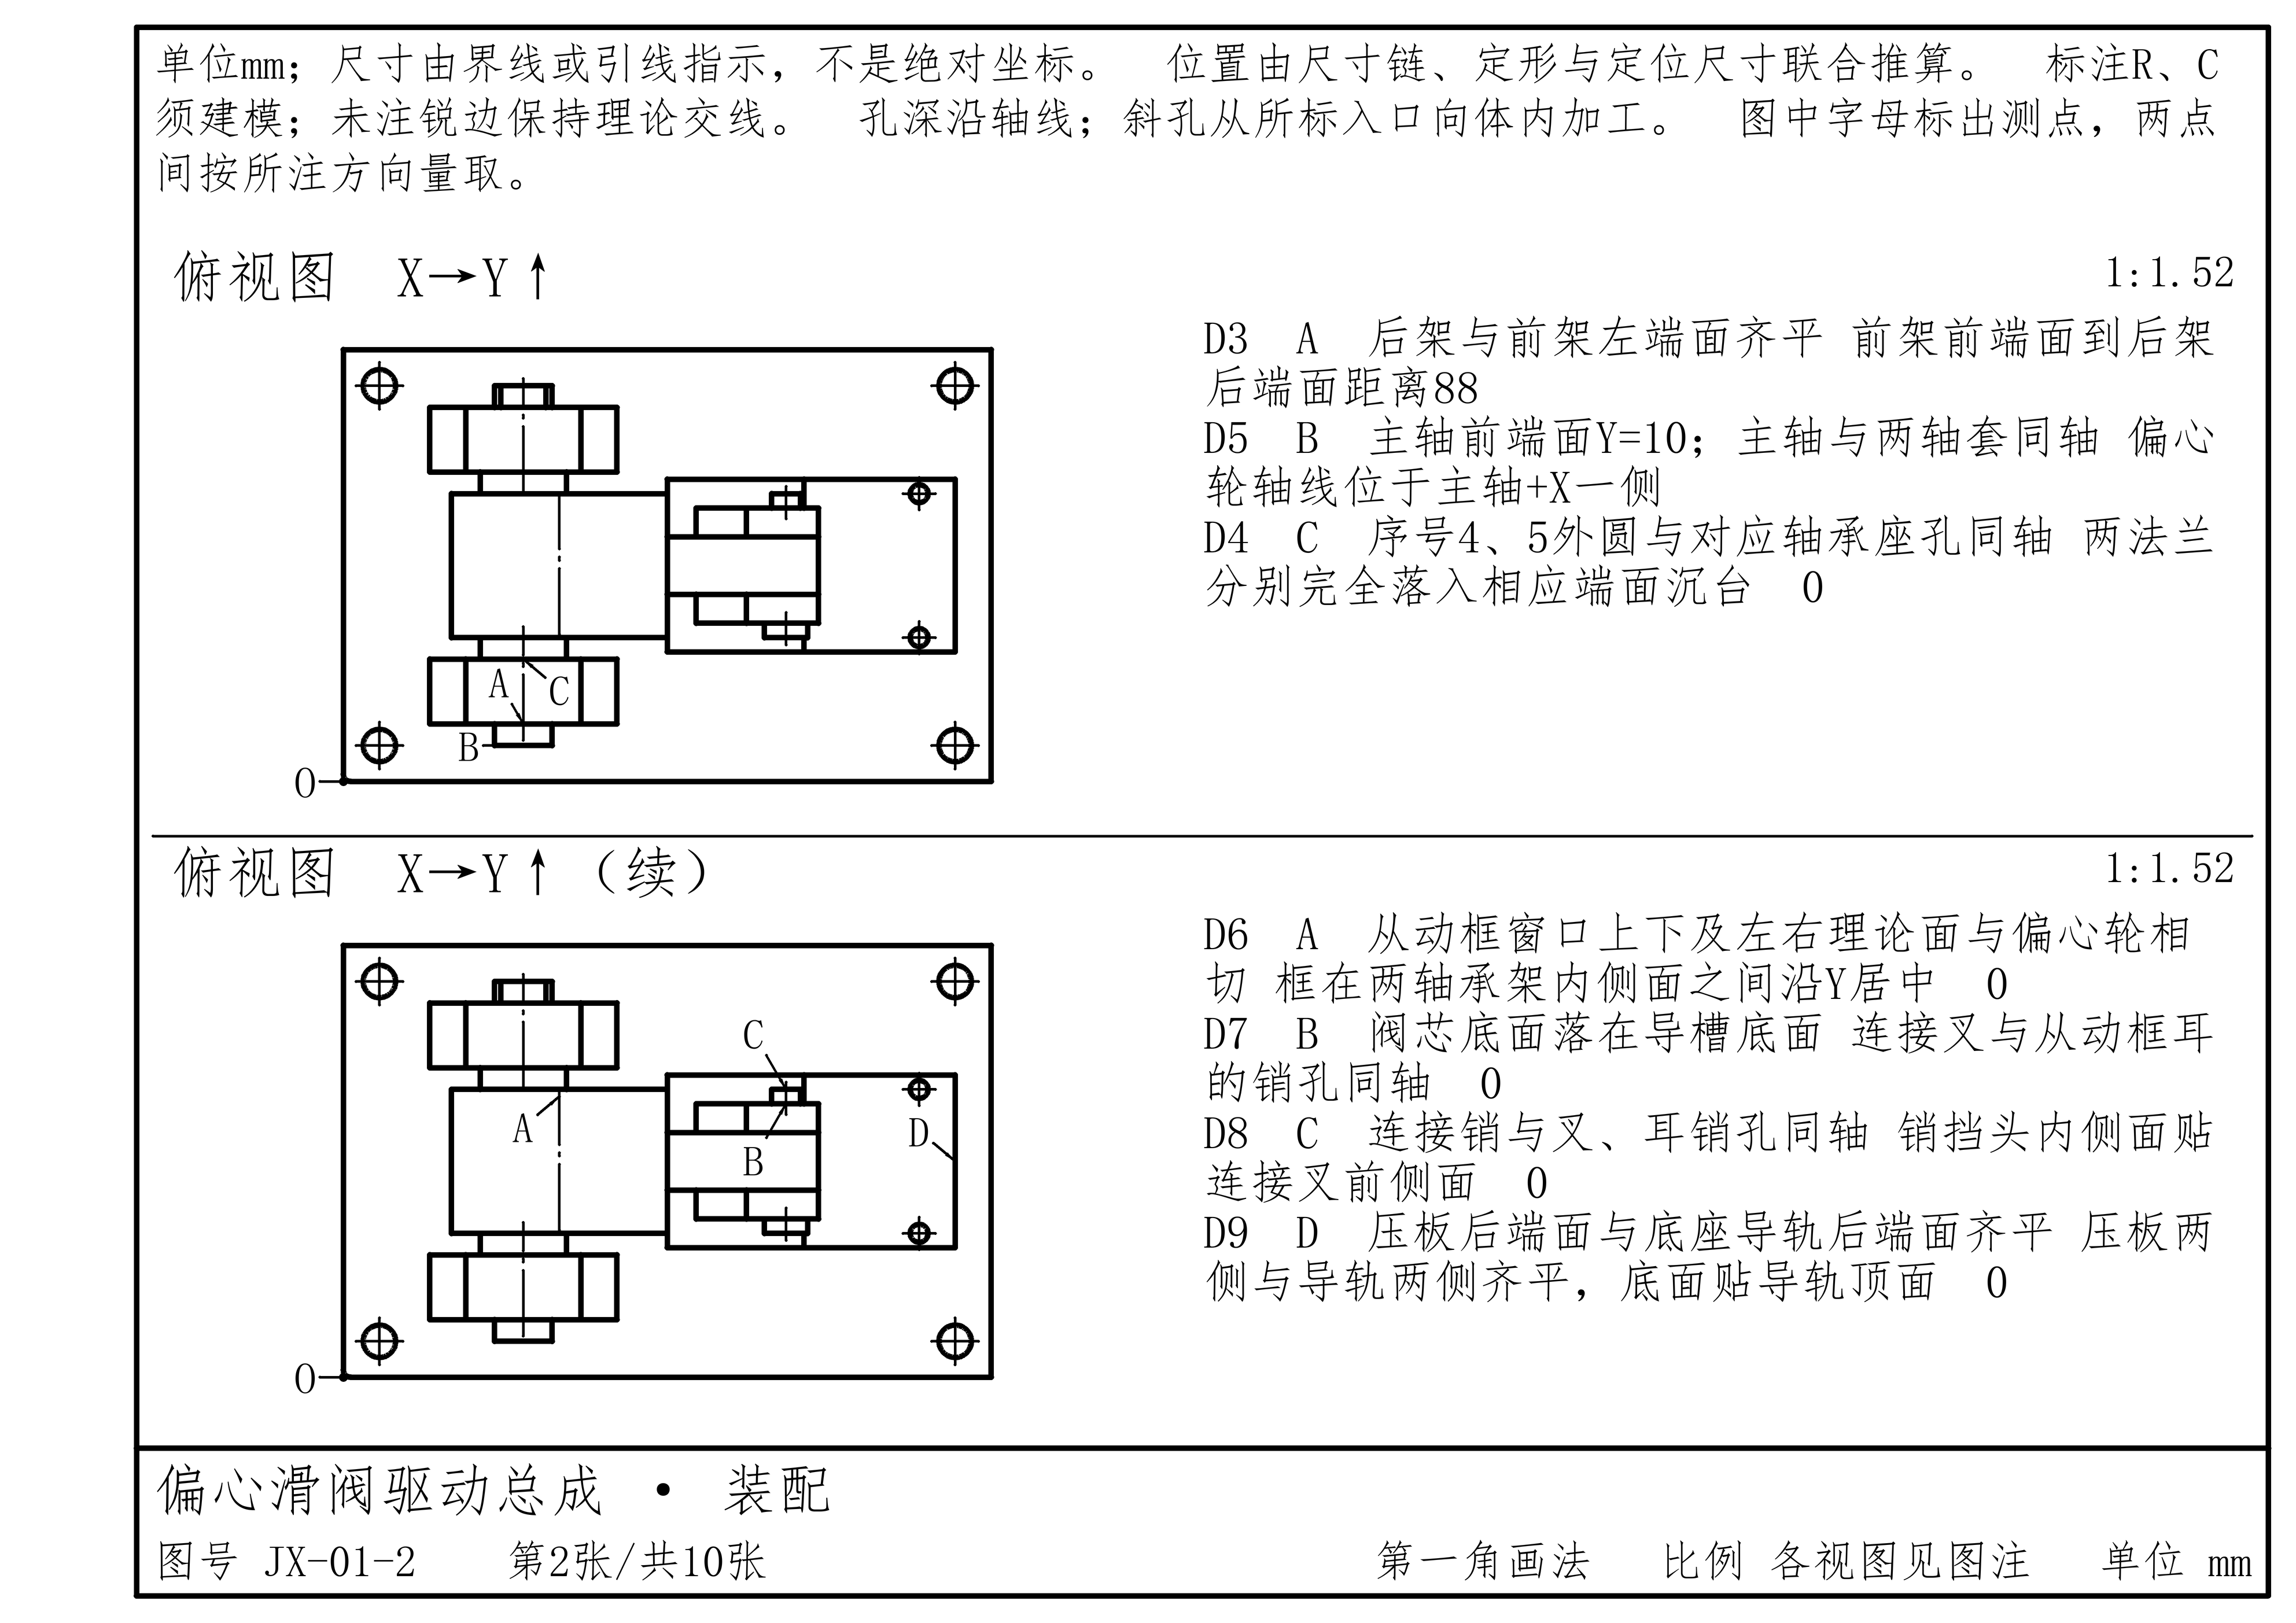 单位mm；尺寸由界线或引线指示，不是绝对坐标。 位置由尺寸链、定形与定位尺寸联合推算。 标注R、C
须建模；未注锐边保持理论交线。 孔深沿轴线；斜孔从所标入口向体内加工。 图中字母标出测点，两点
间按所注方向量取。
俯视图 X→Y↑
1:1.52
D3 A 后架与前架左端面齐平 前架前端面到后架
后端面距离88
D5 B 主轴前端面Y=10；主轴与两轴套同轴 偏心
轮轴线位于主轴+X一侧
D4 C 序号4、5外圆与对应轴承座孔同轴 两法兰
分别完全落入相应端面沉台 0
A
C
B
0
俯视图 X→Y↑（续）
1:1.52
D6 A 从动框窗口上下及左右理论面与偏心轮相
切 框在两轴承架内侧面之间沿Y居中 0
D7 B 阀芯底面落在导槽底面 连接叉与从动框耳
的销孔同轴 0
D8 C 连接销与叉、耳销孔同轴 销挡头内侧面贴
连接叉前侧面 0
D9 D 压板后端面与底座导轨后端面齐平 压板两
侧与导轨两侧齐平，底面贴导轨顶面 0
C
A
D
B
0
偏心滑阀驱动总成 · 装配
图号 JX-01-2 第2张/共10张
第一角画法 比例 各视图见图注 单位 mm